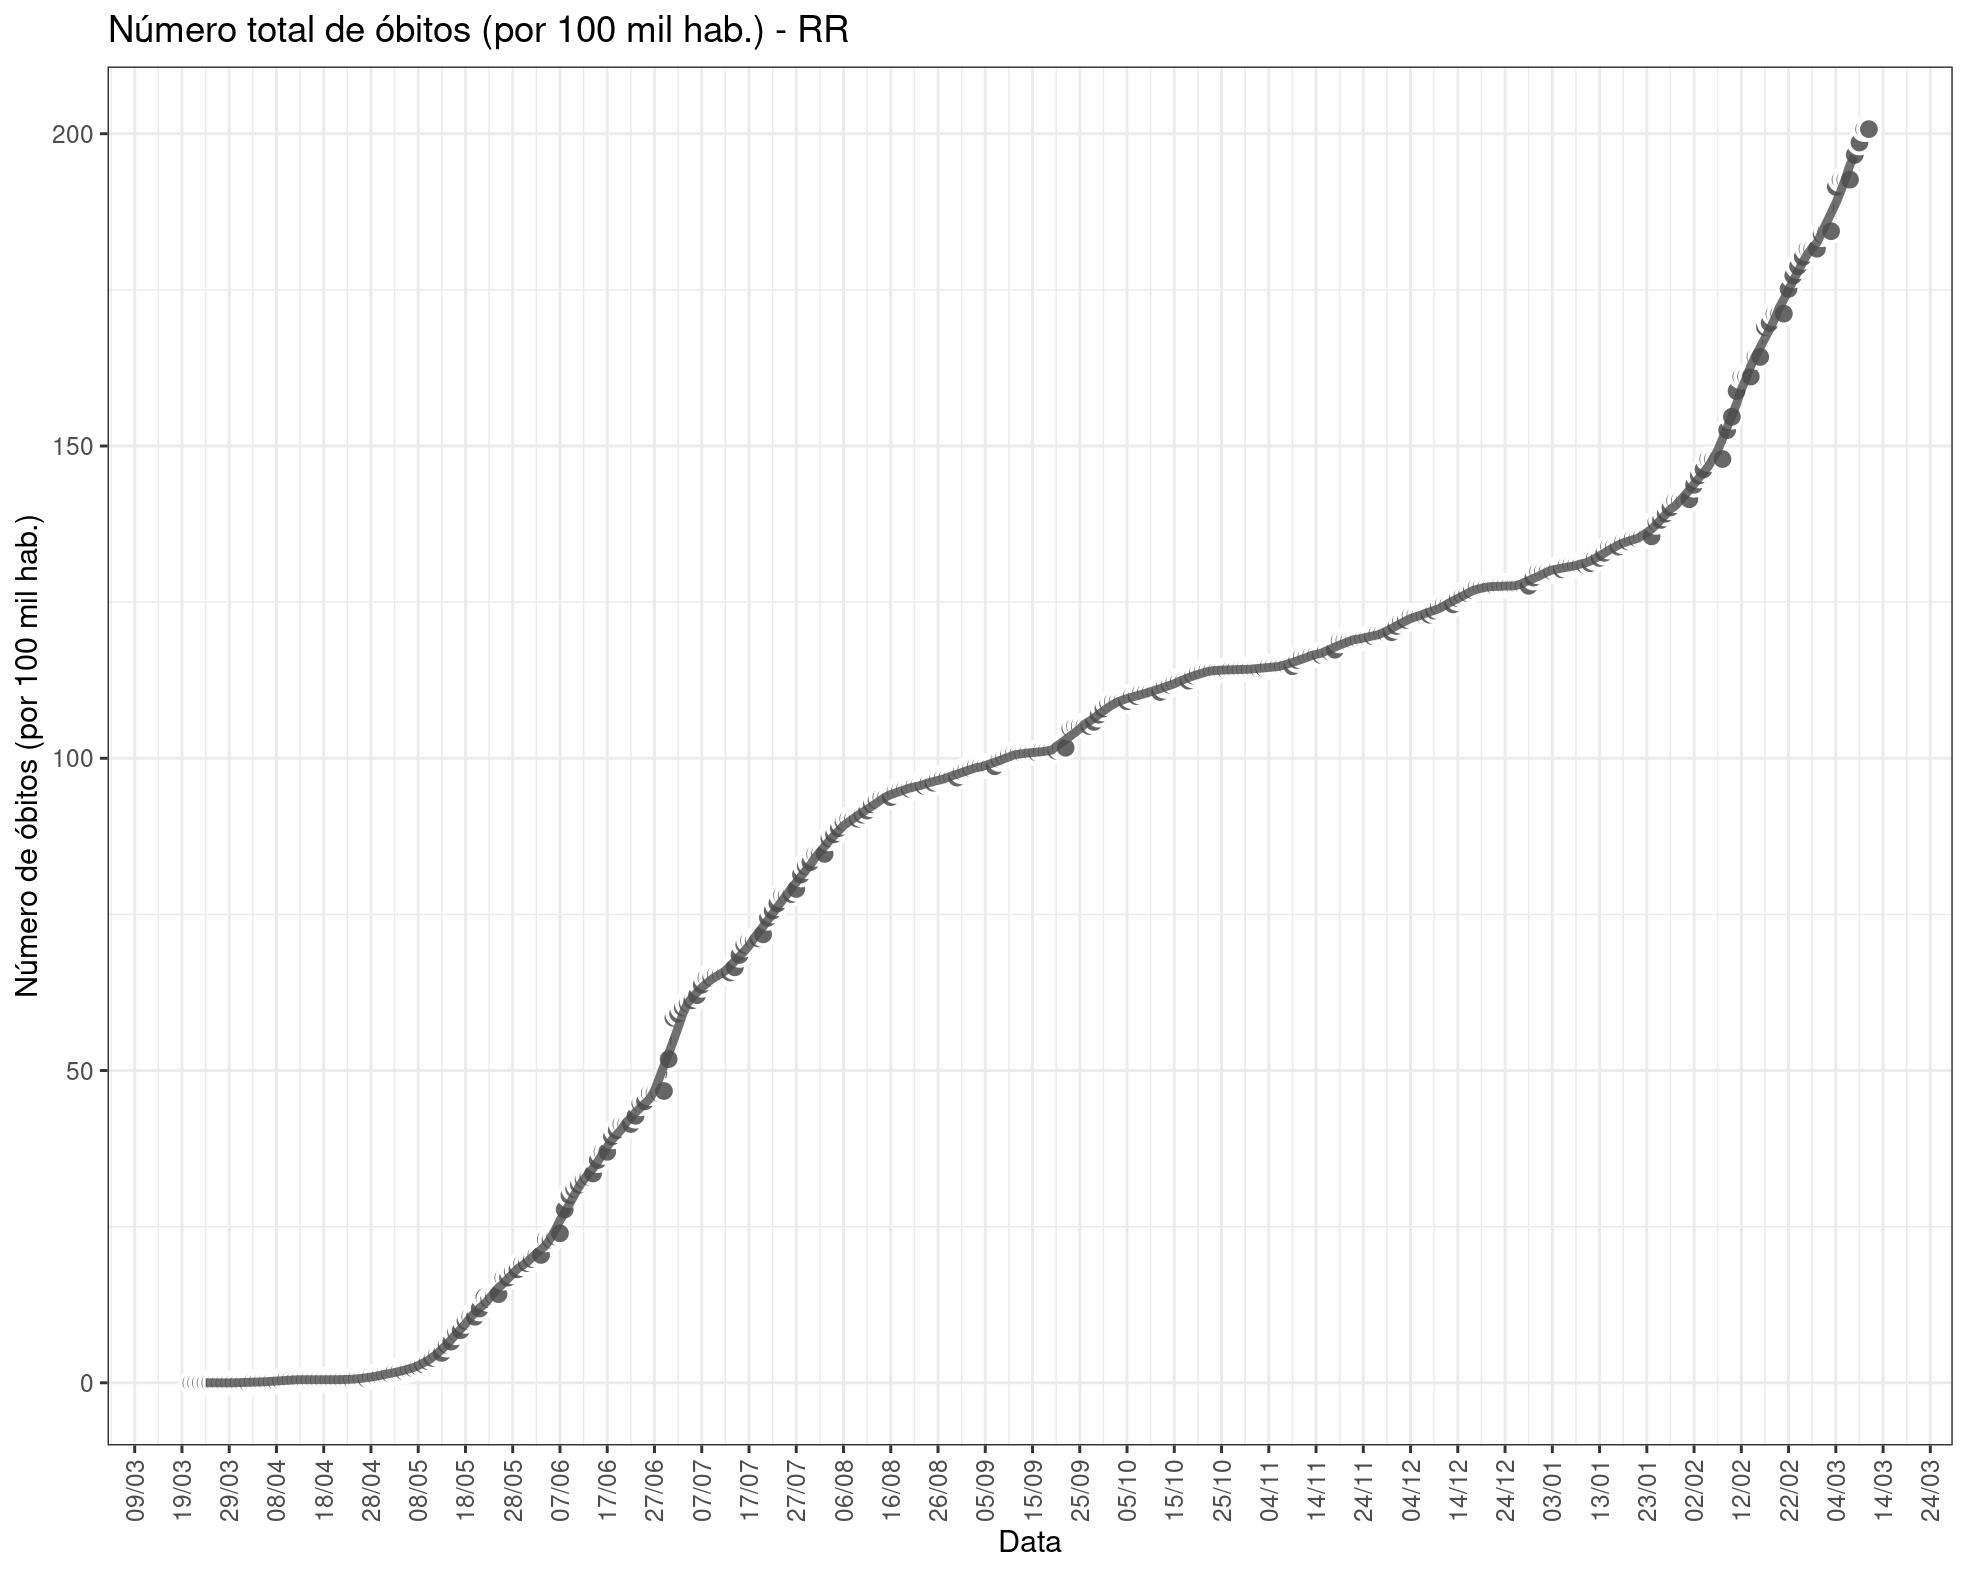 Número total de óbitos (por 100 mil hab.) - RR
Número de óbitos (por 100 mil hab.)
200
150
100
50
0
09/03 19/03 29/03 08/04 18/04 28/04 08/05 18/05 28/05 07/06 17/06 27/06 07/07 17/07 27/07 06/08 16/08 26/08 05/09 15/09 25/09 05/10 15/10 25/10 04/11 14/11 24/11 04/12 14/12 24/12 03/01 13/01 23/01 02/02 12/02 22/02 04/03 14/03 24/03
Data